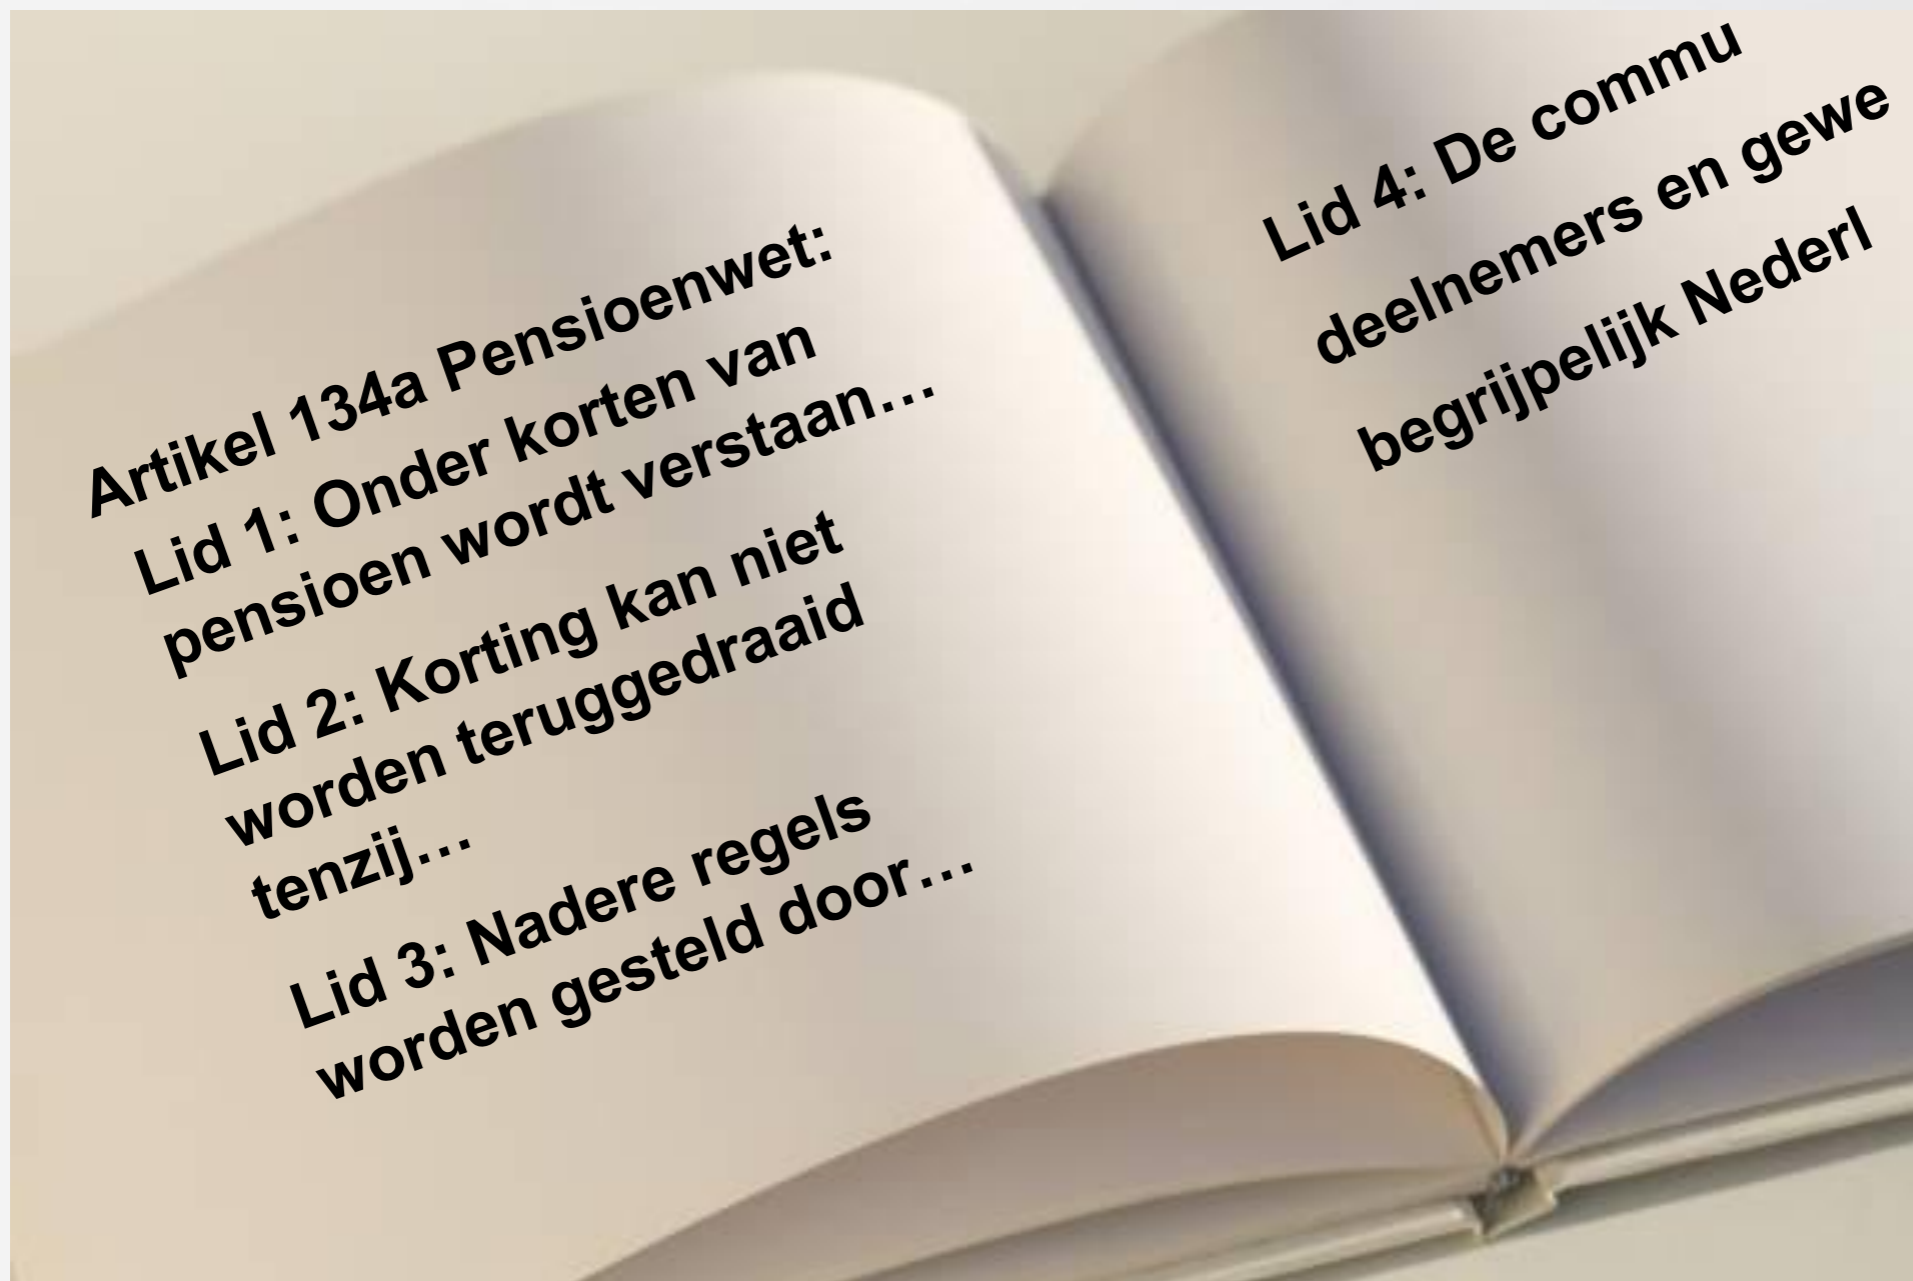 Artikel 134a Pensioenwet:
Lid 1: Onder korten van
pensioen wordt verstaan…
Lid 2: Korting kan niet
worden teruggedraaid
tenzij…
Lid 3: Nadere regels
worden gesteld door…
Lid 4: De commu
deelnemers en gewe
begrijpelijk Nederl